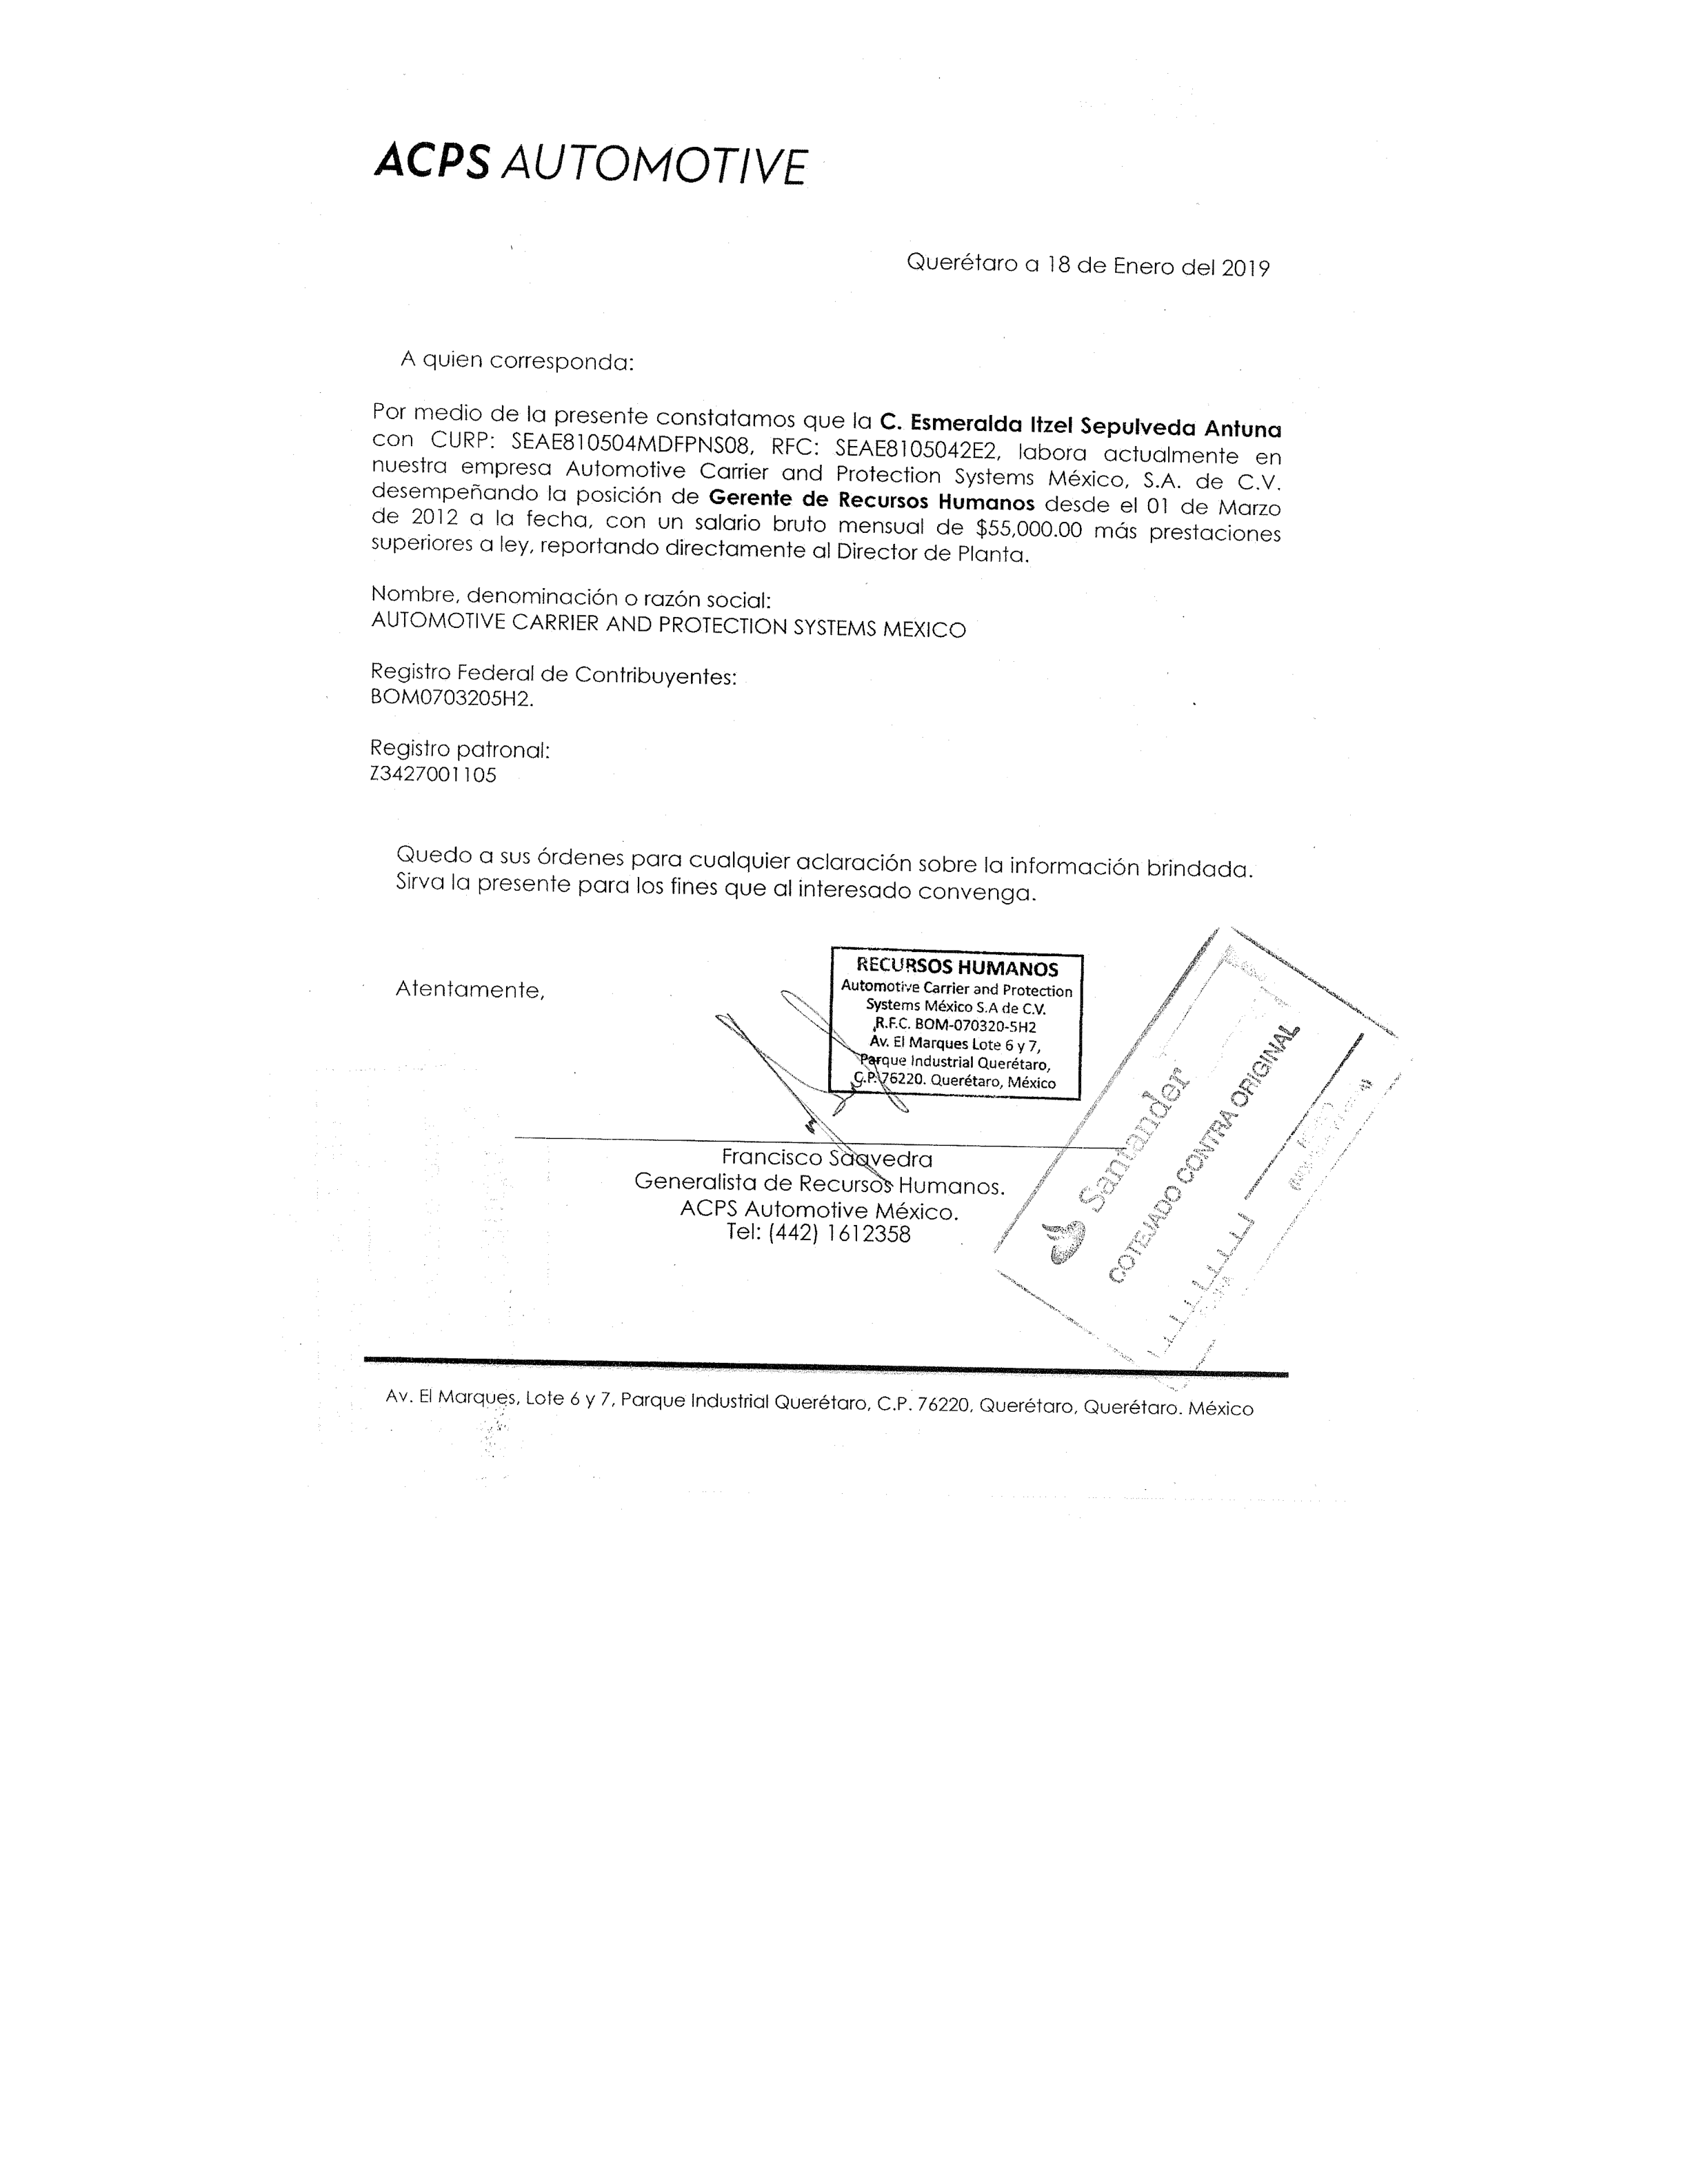 ACPS AUTOMOTIVE
Querétaro a 18 de Enero del 2019
A quien corresponda:
Por medio de la presente constatamos que la C. Esmeralda Itzel Sepulveda Antuna
con CURP: SEAE810504MDFPNS08, RFC: SEAE8105042E2, labora actualmente en
nuestra empresa Automotive Carrier and Protection Systems México, S.A. de C.V.
desempeñando la posición de Gerente de Recursos Humanos desde el 01 de Marzo
de 2012 a la fecha, con un salario bruto mensual de $55,000.00 más prestaciones
superiores a ley, reportando directamente al Director de Planta.
Nombre, denominación o razón social:
AUTOMOTIVE CARRIER AND PROTECTION SYSTEMS MEXICO
Registro Federal de Contribuyentes:
BOM0703205H2.
Registro patronal:
Z3427001105
Quedo a sus órdenes para cualquier aclaración sobre la información brindada.
Sirva la presente para los fines que al interesado convenga.
Atentamente,
RECURSOS HUMANOS
Automotive Carrier and Protection
Systems México S.A de C.V.
R.F.C. BOM-070320-5H2
Av. El Marques Lote 6 y 7,
Parque Industrial Querétaro,
C.P. 76220. Querétaro, México
Francisco Saavedra
Generalista de Recursos Humanos.
ACPS Automotive México.
Tel: (442) 1612358
Santander
COTEJADO CONTRA ORIGINAL
Av. El Marques, Lote 6 y 7, Parque Industrial Querétaro, C.P. 76220, Querétaro, Querétaro. México